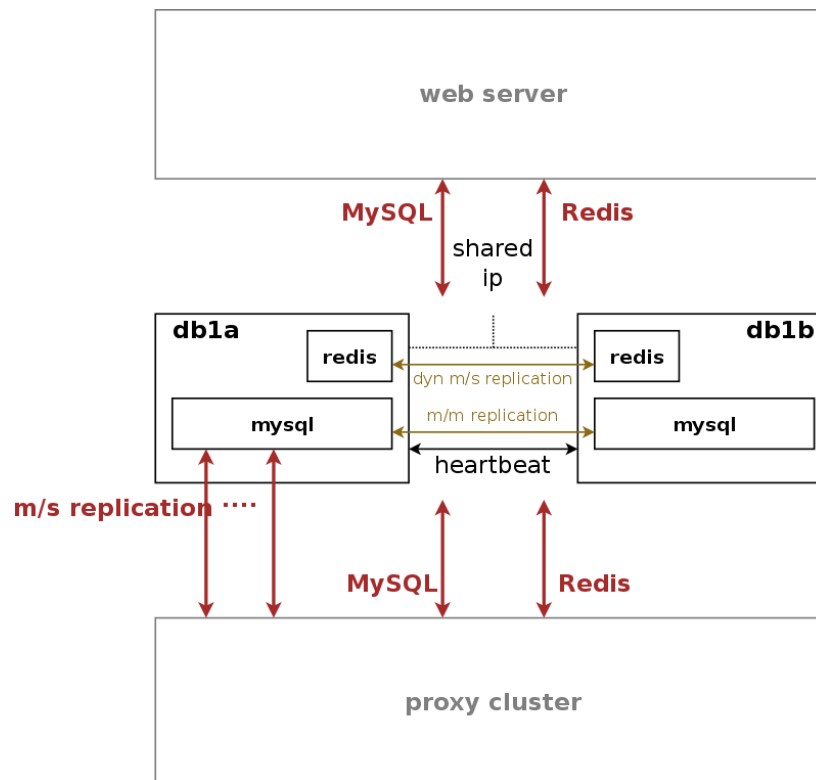 web server
MySQL
Redis
shared
ip
db1a
db1b
redis
redis
dyn m/s replication
m/m replication
mysql
mysql
heartbeat
m/s replication ····
MySQL
Redis
proxy cluster